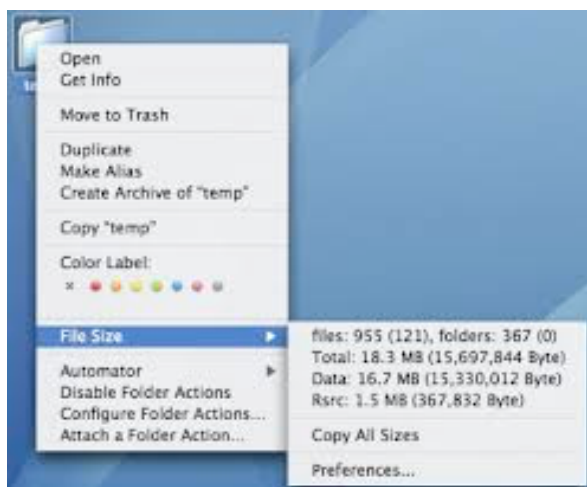 Open
Get Info
Move to Trash
Duplicate
Make Alias
Create Archive of "temp"
Copy "temp"
Color Label:
×
File Size
files: 955 (121), folders: 367 (0)
Total: 18.3 MB (15,697,844 Byte)
Data: 16.7 MB (15,330,012 Byte)
Rsrc: 1.5 MB (367,832 Byte)
Copy All Sizes
Preferences...
Automator
Disable Folder Actions
Configure Folder Actions...
Attach a Folder Action...